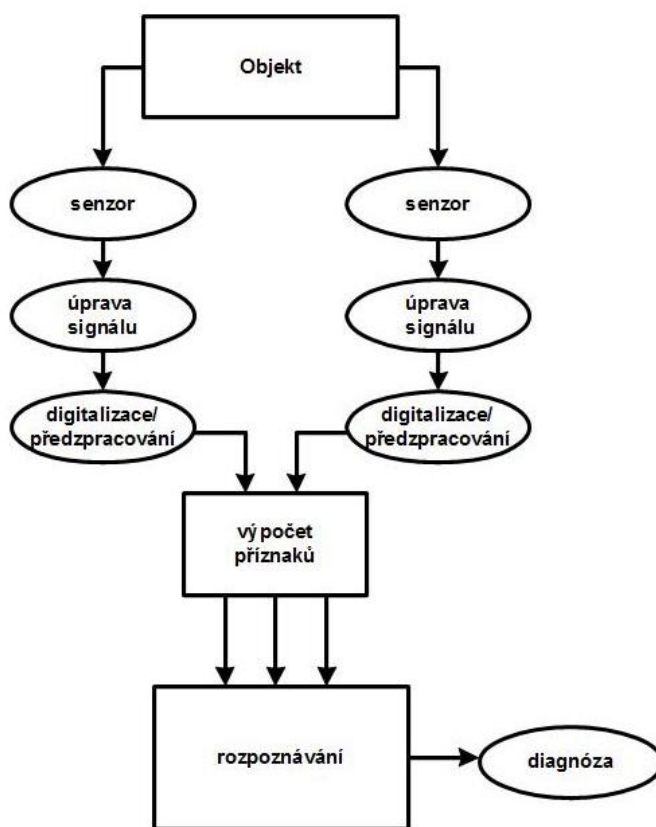 Objekt
senzor
senzor
úprava
signálu
úprava
signálu
digitalizace/
předzpracování
digitalizace/
předzpracování
výpočet
příznaků
rozpoznávání
diagnóza